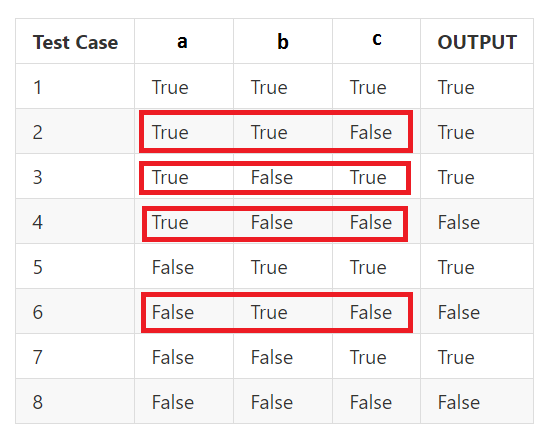 Test Case a b c OUTPUT
1 True True True True
2 True True False True
3 True False True True
4 True False False False
5 False True True True
6 False True False False
7 False False True True
8 False False False False